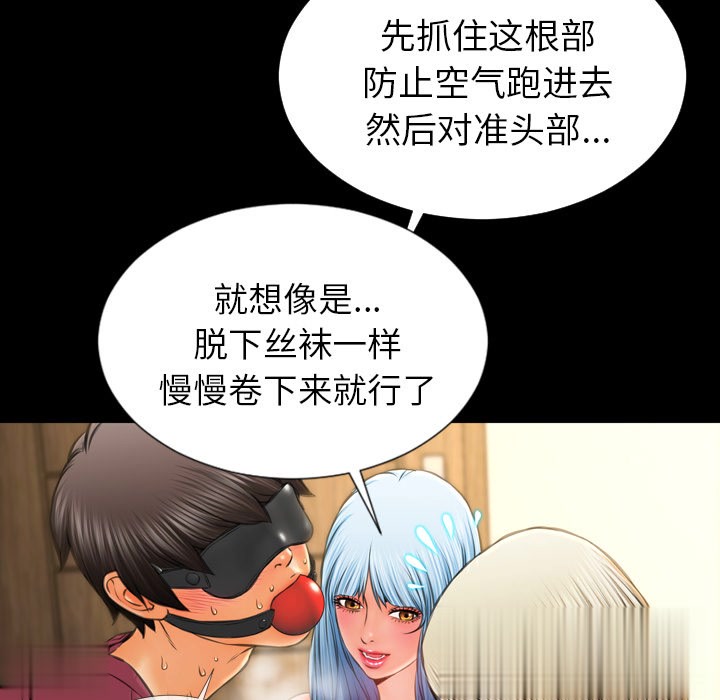 先抓住这根部
防止空气跑进去
然后对准头部...
就想像是...
脱下丝袜一样
慢慢卷下来就行了